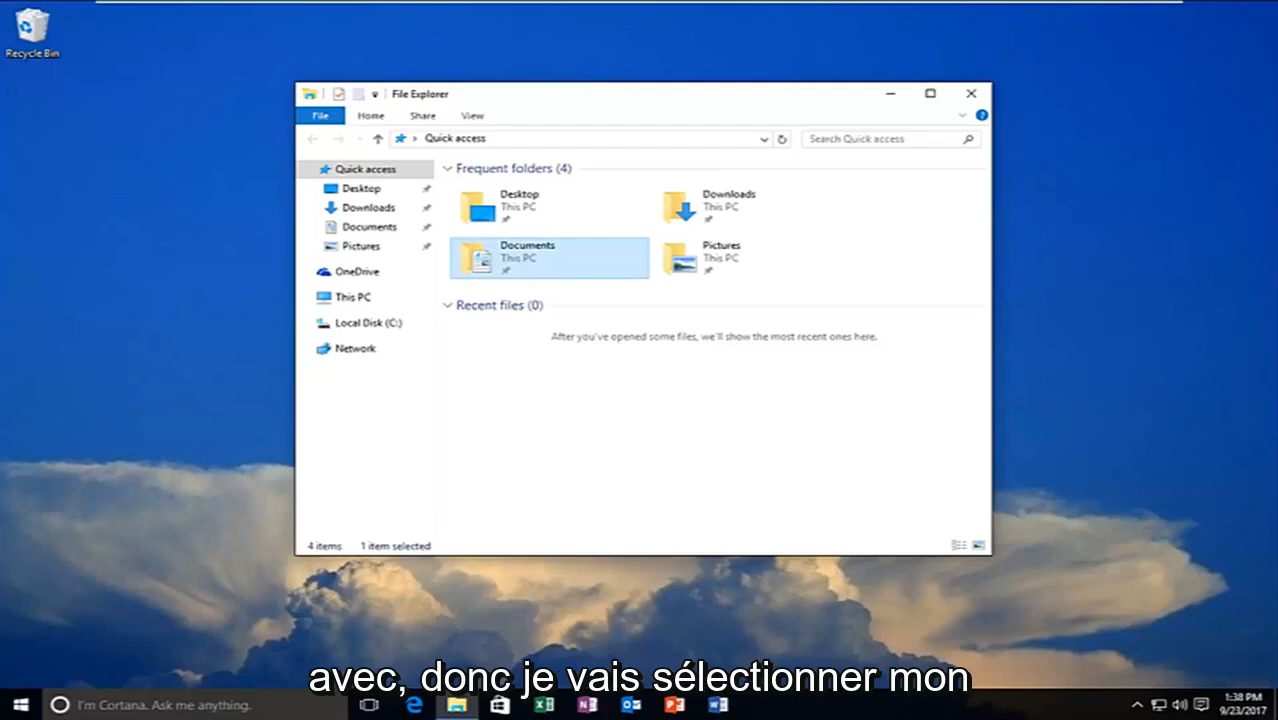 Recycle Bin
File Explorer
File Home Share View
Quick access
Search Quick access
Quick access
Desktop
Downloads
Documents
Pictures
OneDrive
This PC
Local Disk (C:)
Network
Frequent folders (4)
Desktop
This PC
Downloads
This PC
Documents
This PC
Pictures
This PC
Recent files (0)
After you've opened some files, we'll show the most recent ones here.
4 items 1 item selected
avec, donc je vais sélectionner mon
I'm Cortana. Ask me anything.
1:38 PM
9/23/2017